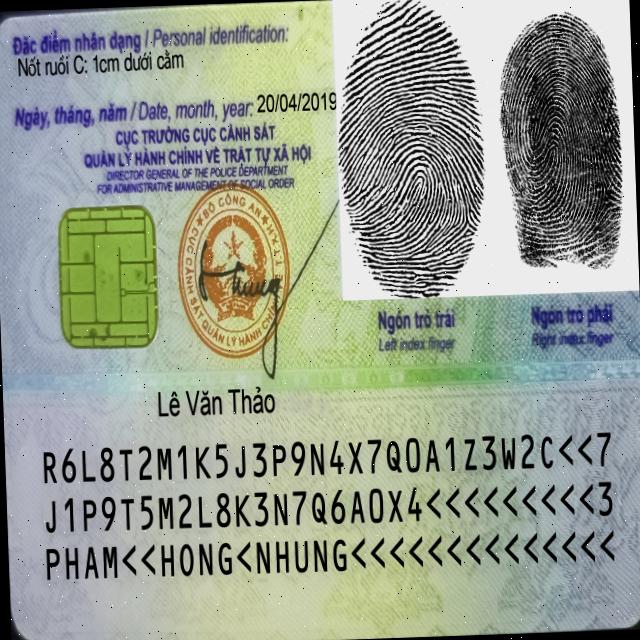 Đặc điểm nhân dạng / Personal identification:
Nốt ruồi C: 1cm dưới cằm
Ngày, tháng, năm / Date, month, year: 20/04/2019
CỤC TRƯỞNG CỤC CẢNH SÁT
QUẢN LÝ HÀNH CHÍNH VỀ TRẬT TỰ XÃ HỘI
DIRECTOR GENERAL OF THE POLICE DEPARTMENT
FOR ADMINISTRATIVE MANAGEMENT OF SOCIAL ORDER
BỘ CÔNG AN
CỤC CẢNH SÁT QUẢN LÝ HÀNH CHÍNH
Ngón trỏ trái
Left index finger
Ngón trỏ phải
Right index finger
Lê Văn Thảo
R6L8T2M1K5J3P9N4X7Q0A1Z3W2C<<7
J1P9T5M2L8K3N7Q6A0X4<<<<<<<<<3
PHAM<<HONG<NHUNG<<<<<<<<<<<<<<